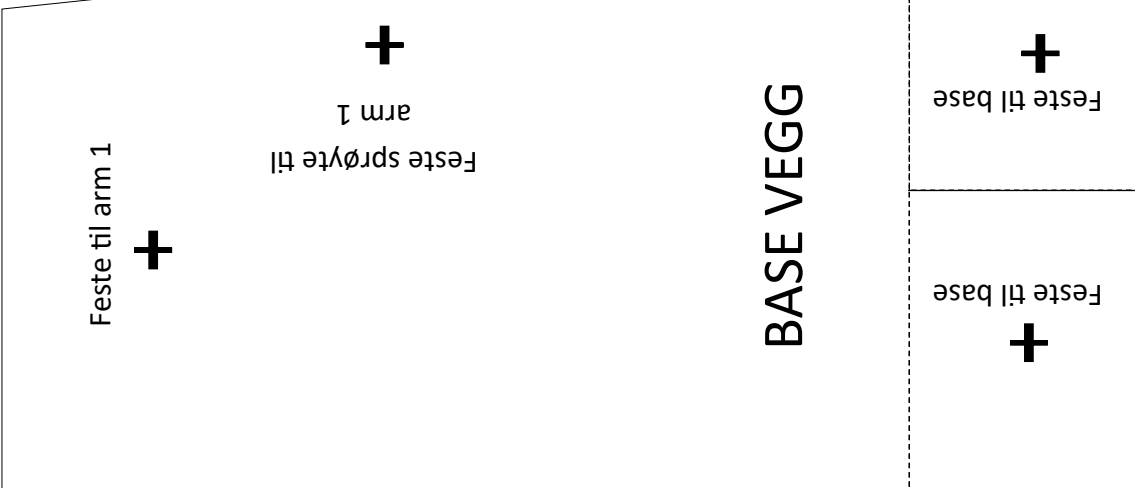 Feste til arm 1
Feste sprøyte til
arm 1
BASE VEGG
Feste til base
Feste til base